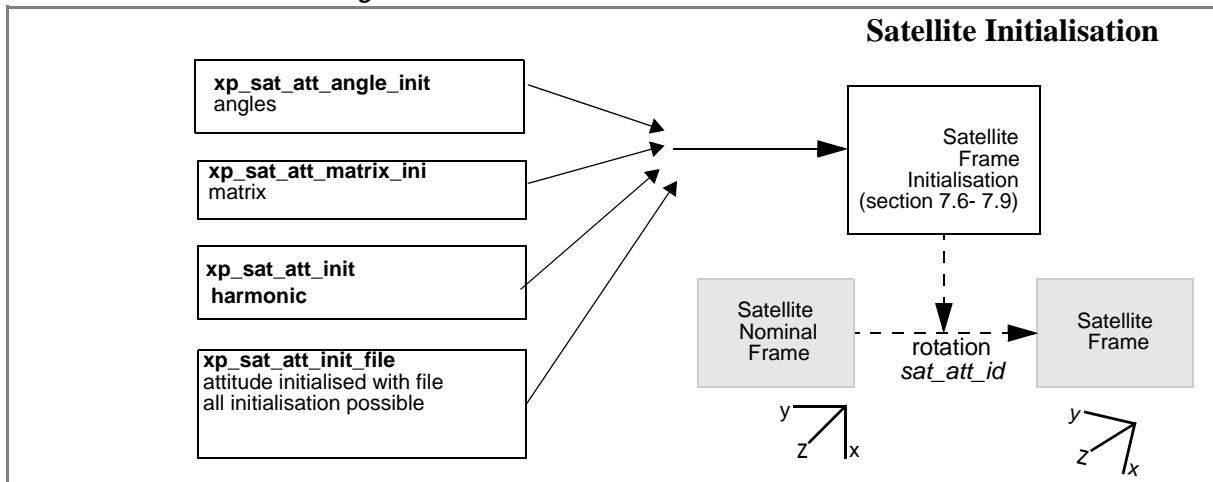 Satellite Initialisation
xp_sat_att_angle_init
angles
xp_sat_att_matrix_ini
matrix
xp_sat_att_init
harmonic
xp_sat_att_init_file
attitude initialised with file
all initialisation possible
Satellite
Frame
Initialisation
(section 7.6- 7.9)
Satellite
Nominal
Frame
rotation
sat_att_id
Satellite
Frame
y
z
x
y
z
x